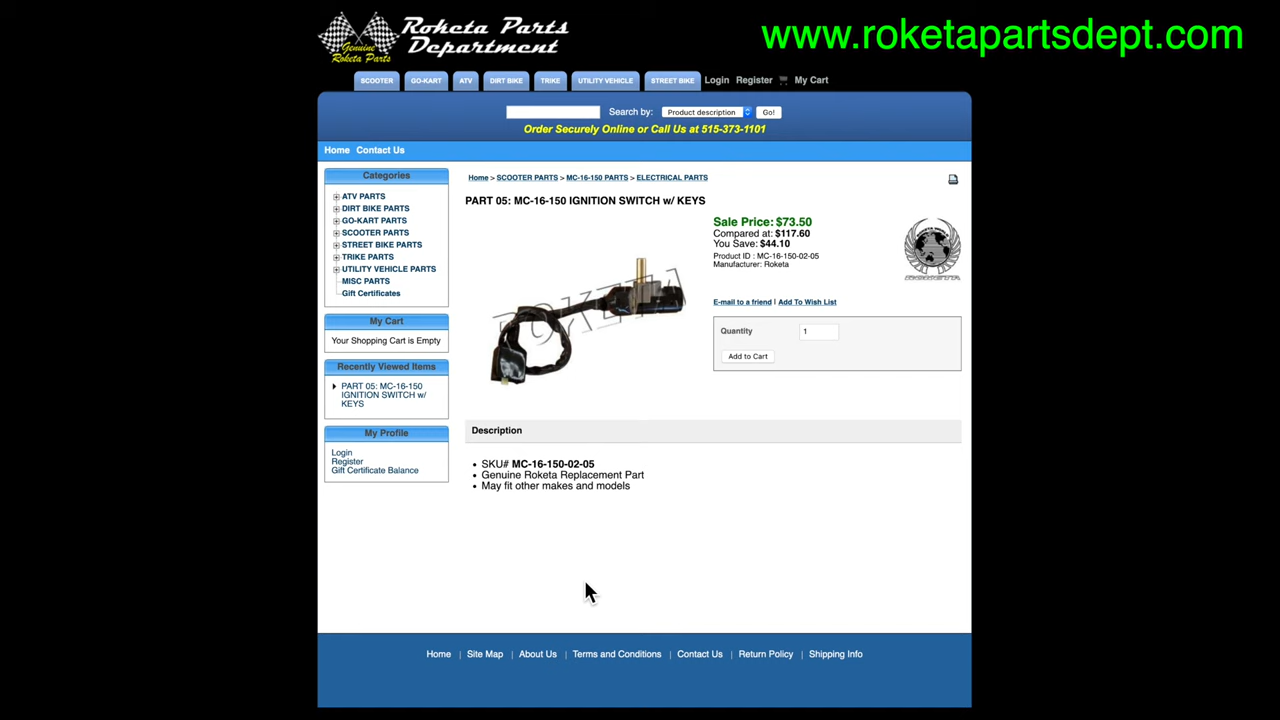 Roketa Parts
Department
Genuine
Roketa Parts
www.roketapartsdept.com
SCOOTER GO-KART ATV DIRT BIKE TRIKE UTILITY VEHICLE STREET BIKE Login Register My Cart
Search by: Product description Go!
Order Securely Online or Call Us at 515-373-1101
Home Contact Us
Categories
ATV PARTS
DIRT BIKE PARTS
GO-KART PARTS
SCOOTER PARTS
STREET BIKE PARTS
TRIKE PARTS
UTILITY VEHICLE PARTS
MISC PARTS
Gift Certificates
My Cart
Your Shopping Cart is Empty
Recently Viewed Items
PART 05: MC-16-150
IGNITION SWITCH w/
KEYS
My Profile
Login
Register
Gift Certificate Balance
Home > SCOOTER PARTS > MC-16-150 PARTS > ELECTRICAL PARTS
PART 05: MC-16-150 IGNITION SWITCH w/ KEYS
ROKETA
Sale Price: $73.50
Compared at: $117.60
You Save: $44.10
Product ID : MC-16-150-02-05
Manufacturer: Roketa
ROKETA
E-mail to a friend | Add To Wish List
Quantity 1
Add to Cart
Description
• SKU# MC-16-150-02-05
• Genuine Roketa Replacement Part
• May fit other makes and models
Home | Site Map | About Us | Terms and Conditions | Contact Us | Return Policy | Shipping Info